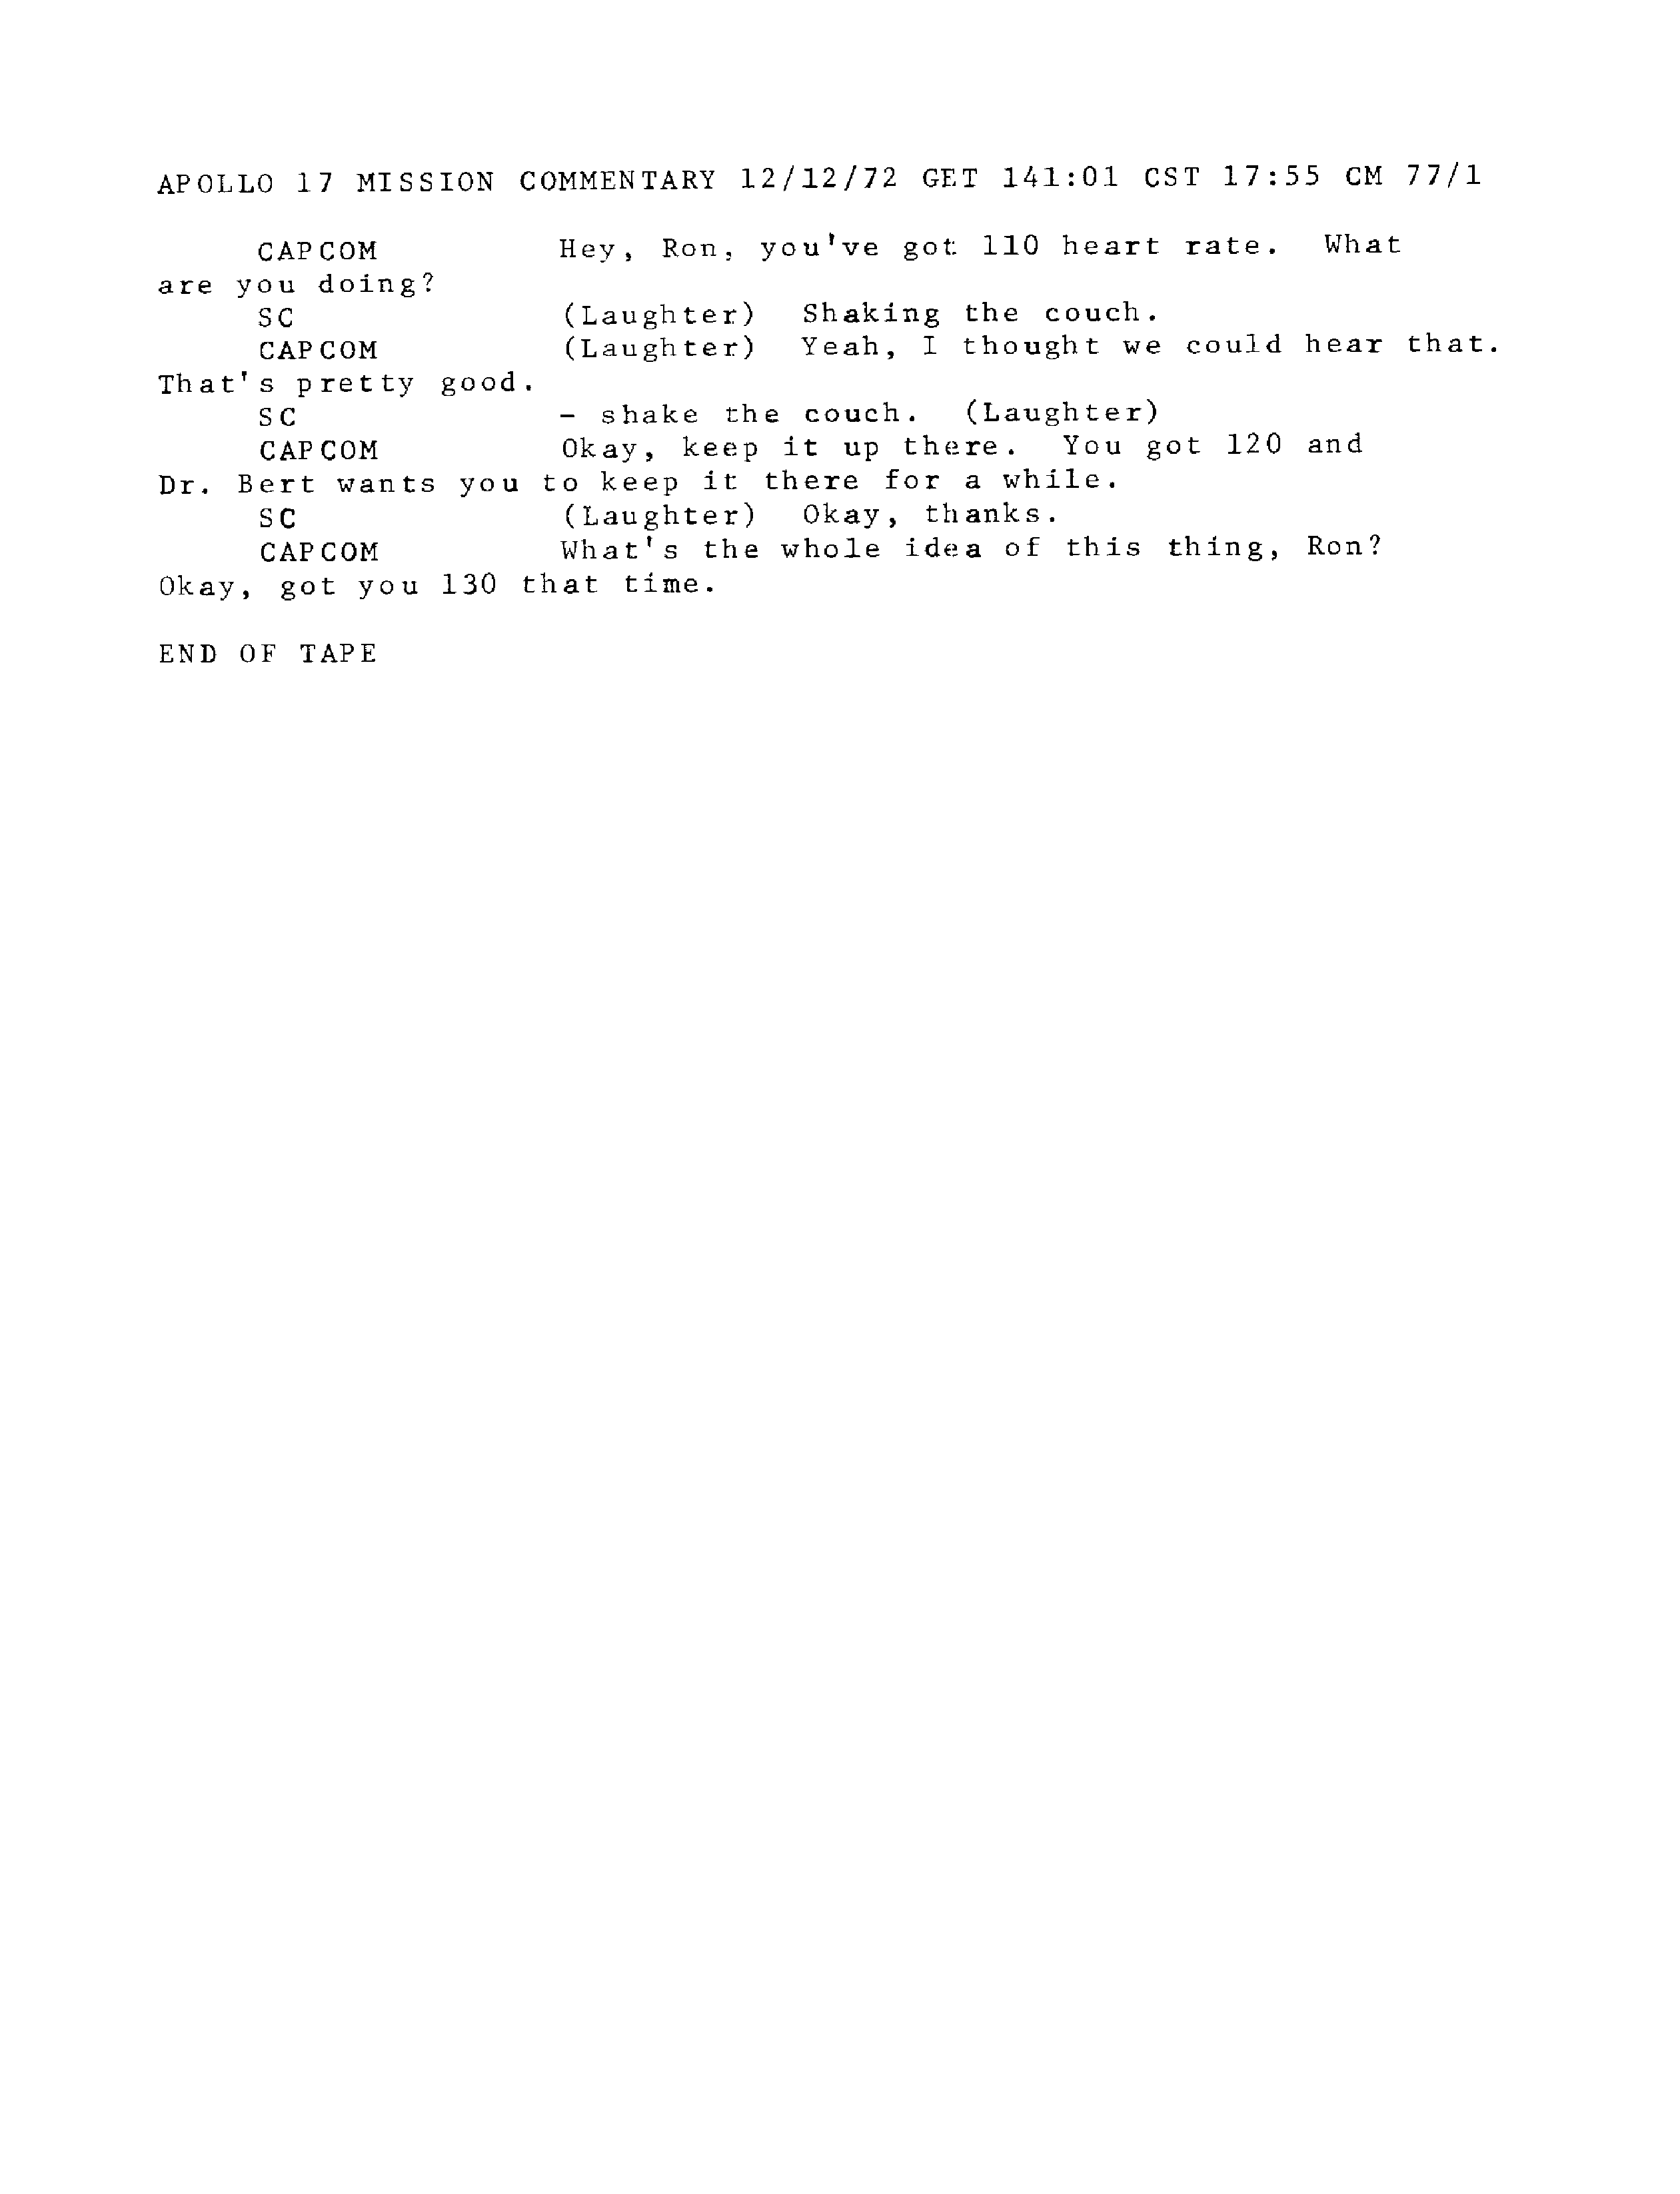 APOLLO 17 MISSION COMMENTARY 12/12/72 GET 141:01 CST 17:55 CM 77/1
CAPCOM Hey, Ron, you've got 110 heart rate. What
are you doing?
SC (Laughter) Shaking the couch.
CAPCOM (Laughter) Yeah, I thought we could hear that.
That's pretty good.
SC - shake the couch. (Laughter)
CAPCOM Okay, keep it up there. You got 120 and
Dr. Bert wants you to keep it there for a while.
SC (Laughter) Okay, thanks.
CAPCOM What's the whole idea of this thing, Ron?
Okay, got you 130 that time.
END OF TAPE